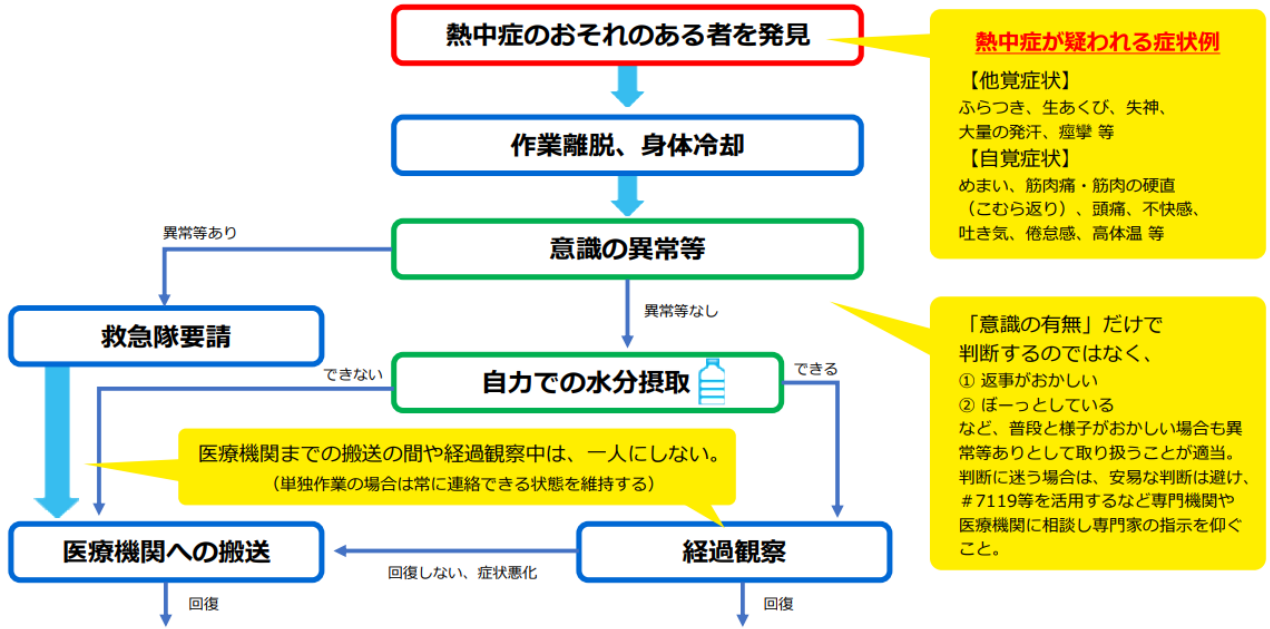 熱中症のおそれのある者を発見
熱中症が疑われる症状例
【他覚症状】
ふらつき、生あくび、失神、
大量の発汗、痙攣 等
【自覚症状】
めまい、筋肉痛・筋肉の硬直
（こむら返り）、頭痛、不快感、
吐き気、倦怠感、高体温 等
作業離脱、身体冷却
意識の異常等
異常等あり
異常等なし
救急隊要請
自力での水分摂取
できない
できる
「意識の有無」だけで
判断するのではなく、
① 返事がおかしい
② ぼーっとしている
など、普段と様子がおかしい場合も異
常等ありとして取り扱うことが適当。
判断に迷う場合は、安易な判断は避け、
＃7119等を活用するなど専門機関や
医療機関に相談し専門家の指示を仰ぐ
こと。
医療機関までの搬送の間や経過観察中は、一人にしない。
（単独作業の場合は常に連絡できる状態を維持する）
医療機関への搬送
経過観察
回復しない、症状悪化
回復
回復